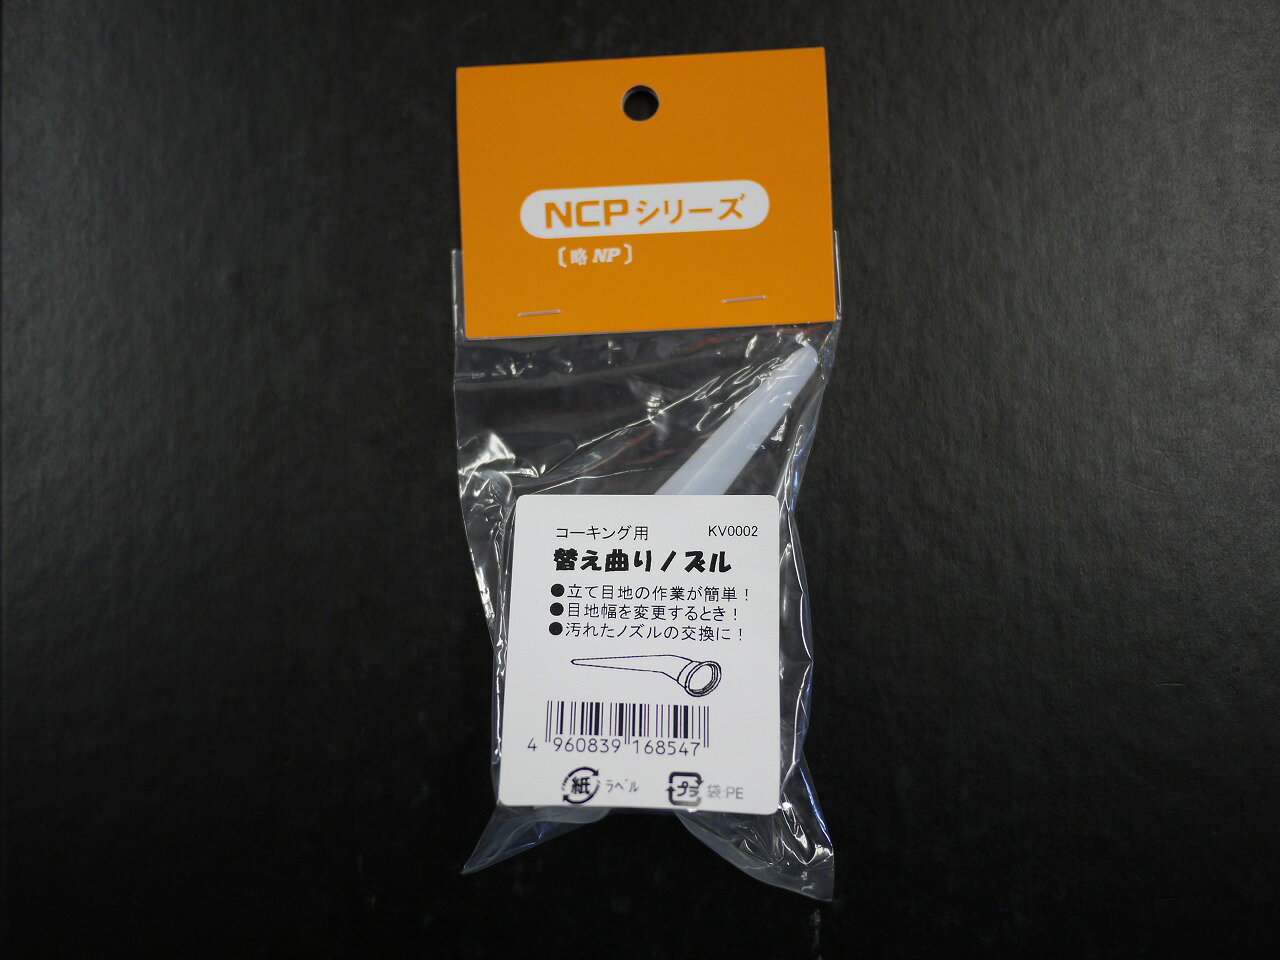 NCPシリーズ
〔略NP〕
コーキング用 KV0002
替え曲りノズル
●立て目地の作業が簡単！
●目地幅を変更するとき！
●汚れたノズルの交換に！
4 960839 168547
紙 ラベル プラ 袋:PE